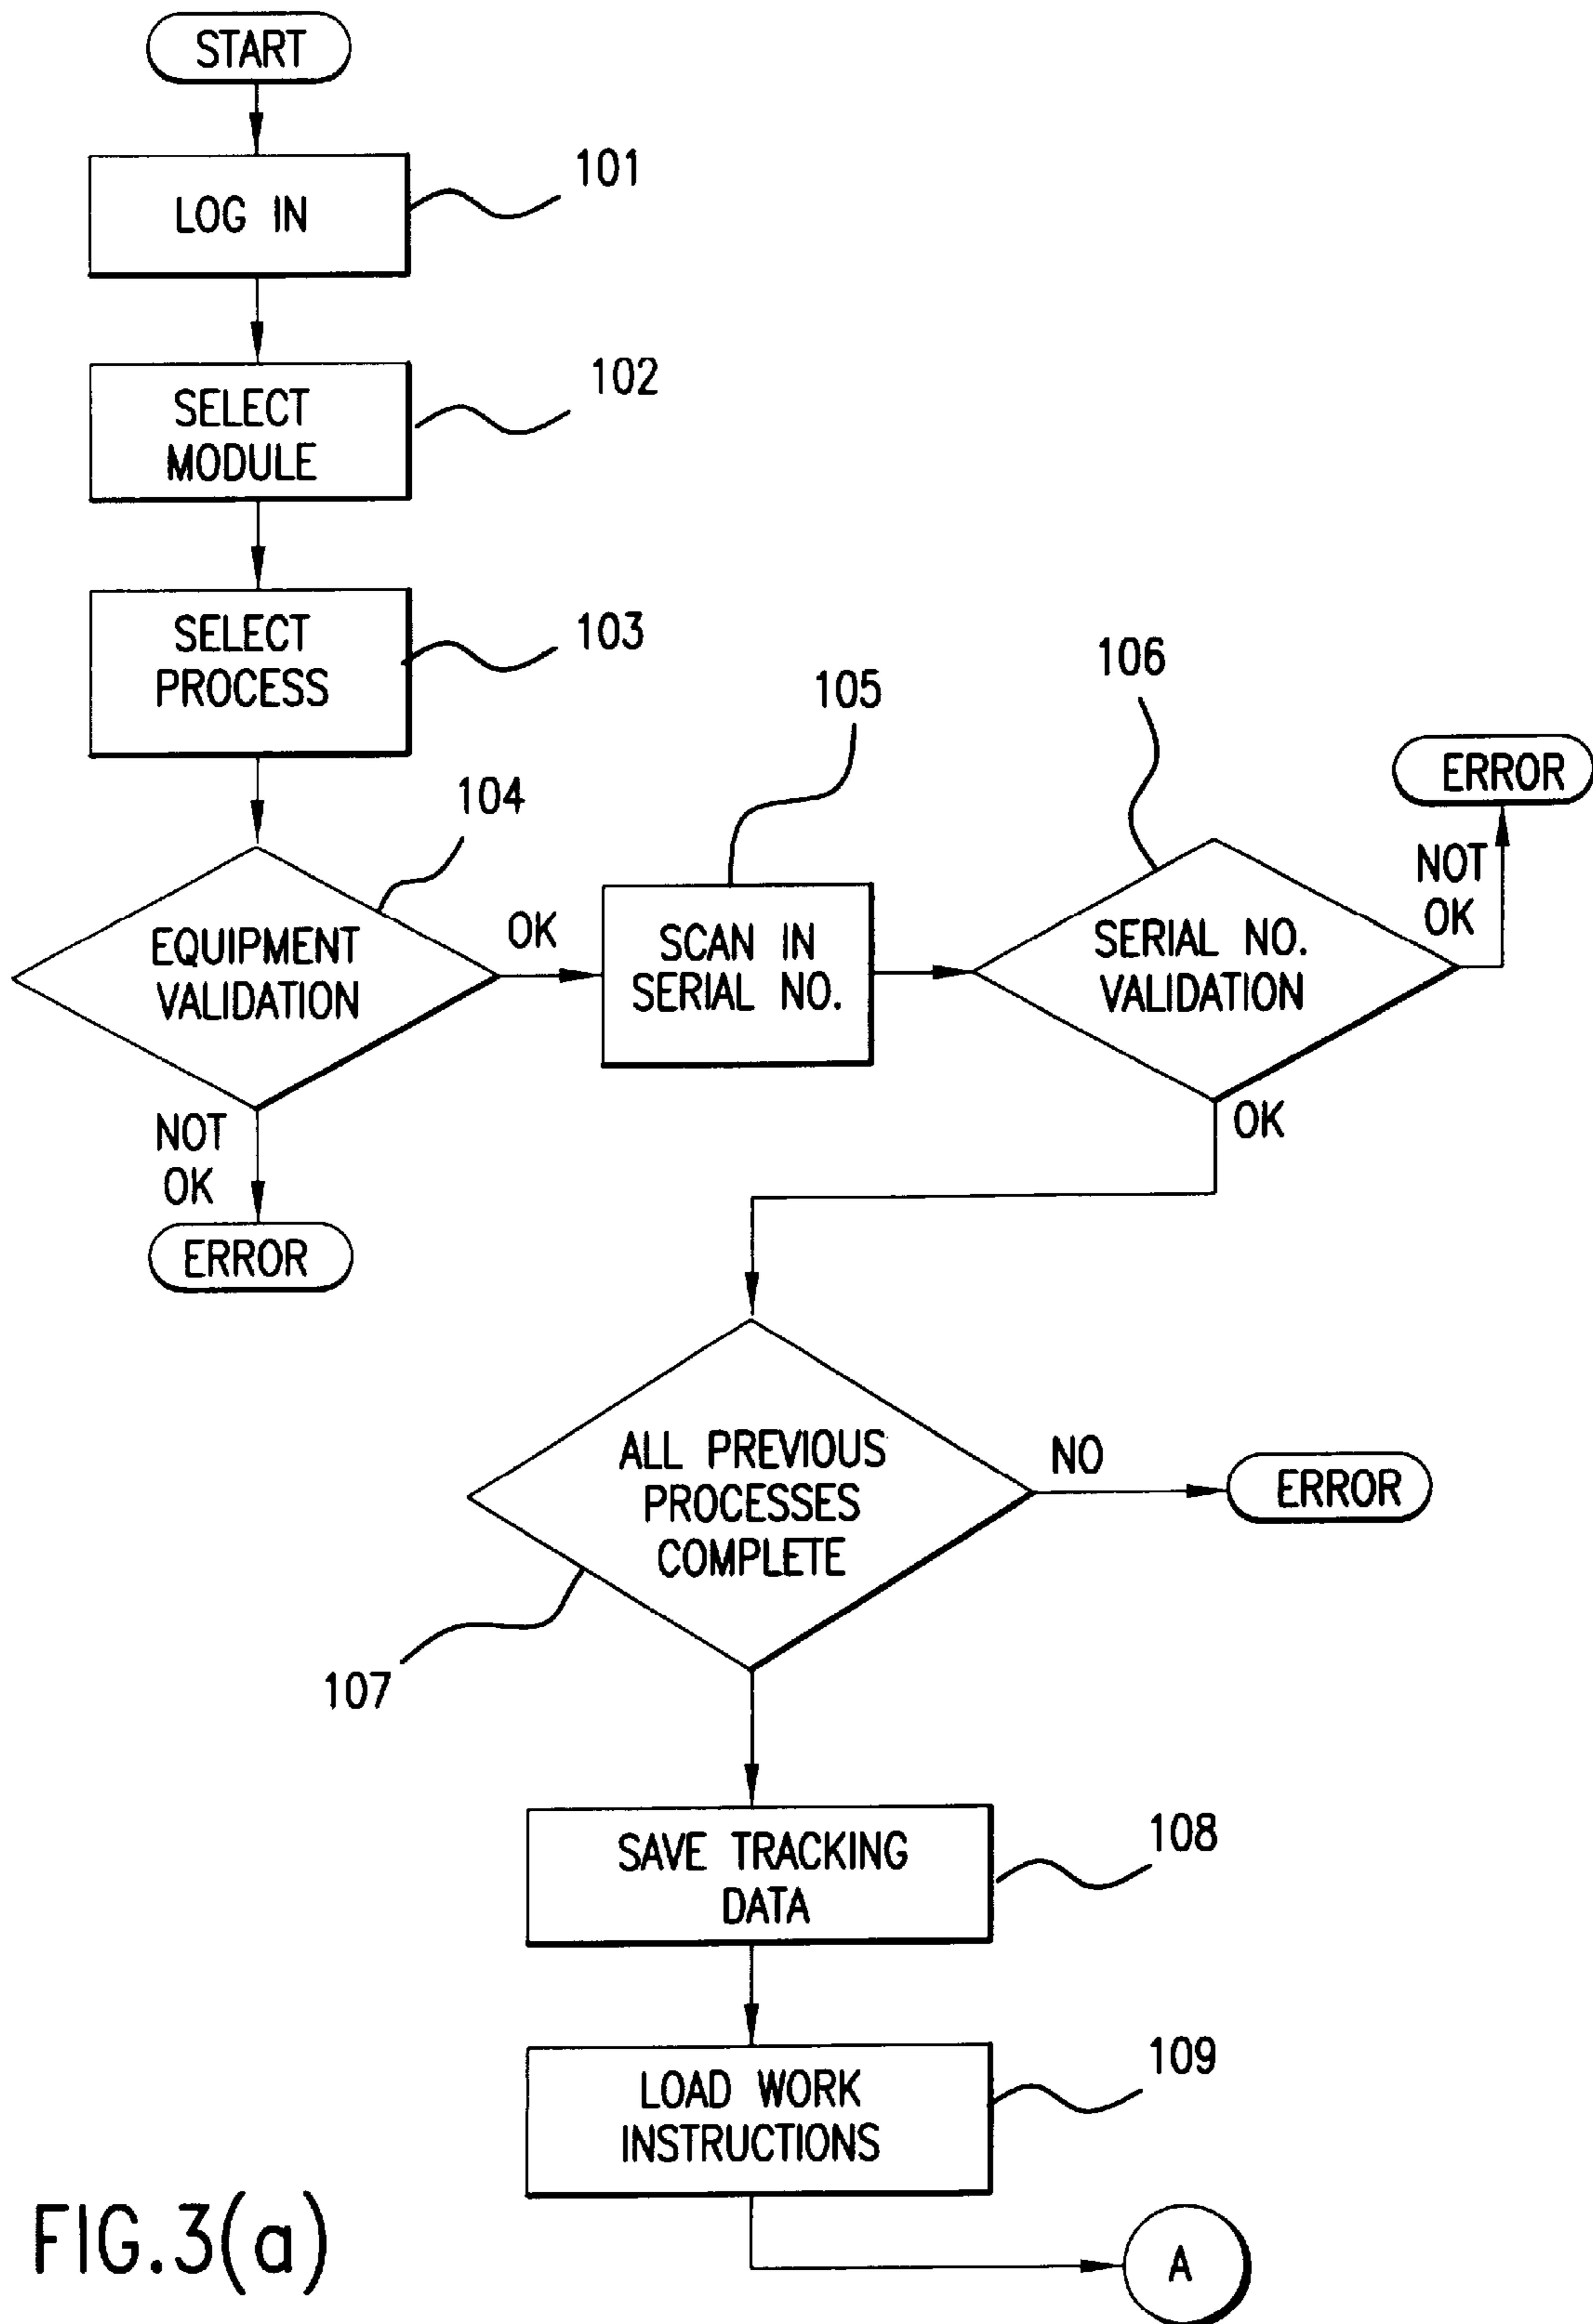 START
LOG IN
101
SELECT
MODULE
102
SELECT
PROCESS
103
104
EQUIPMENT
VALIDATION
OK
NOT
OK
ERROR
105
SCAN IN
SERIAL NO.
106
SERIAL NO.
VALIDATION
NOT
OK
ERROR
OK
ALL PREVIOUS
PROCESSES
COMPLETE
NO
ERROR
107
SAVE TRACKING
DATA
108
LOAD WORK
INSTRUCTIONS
109
A
FIG.3(a)